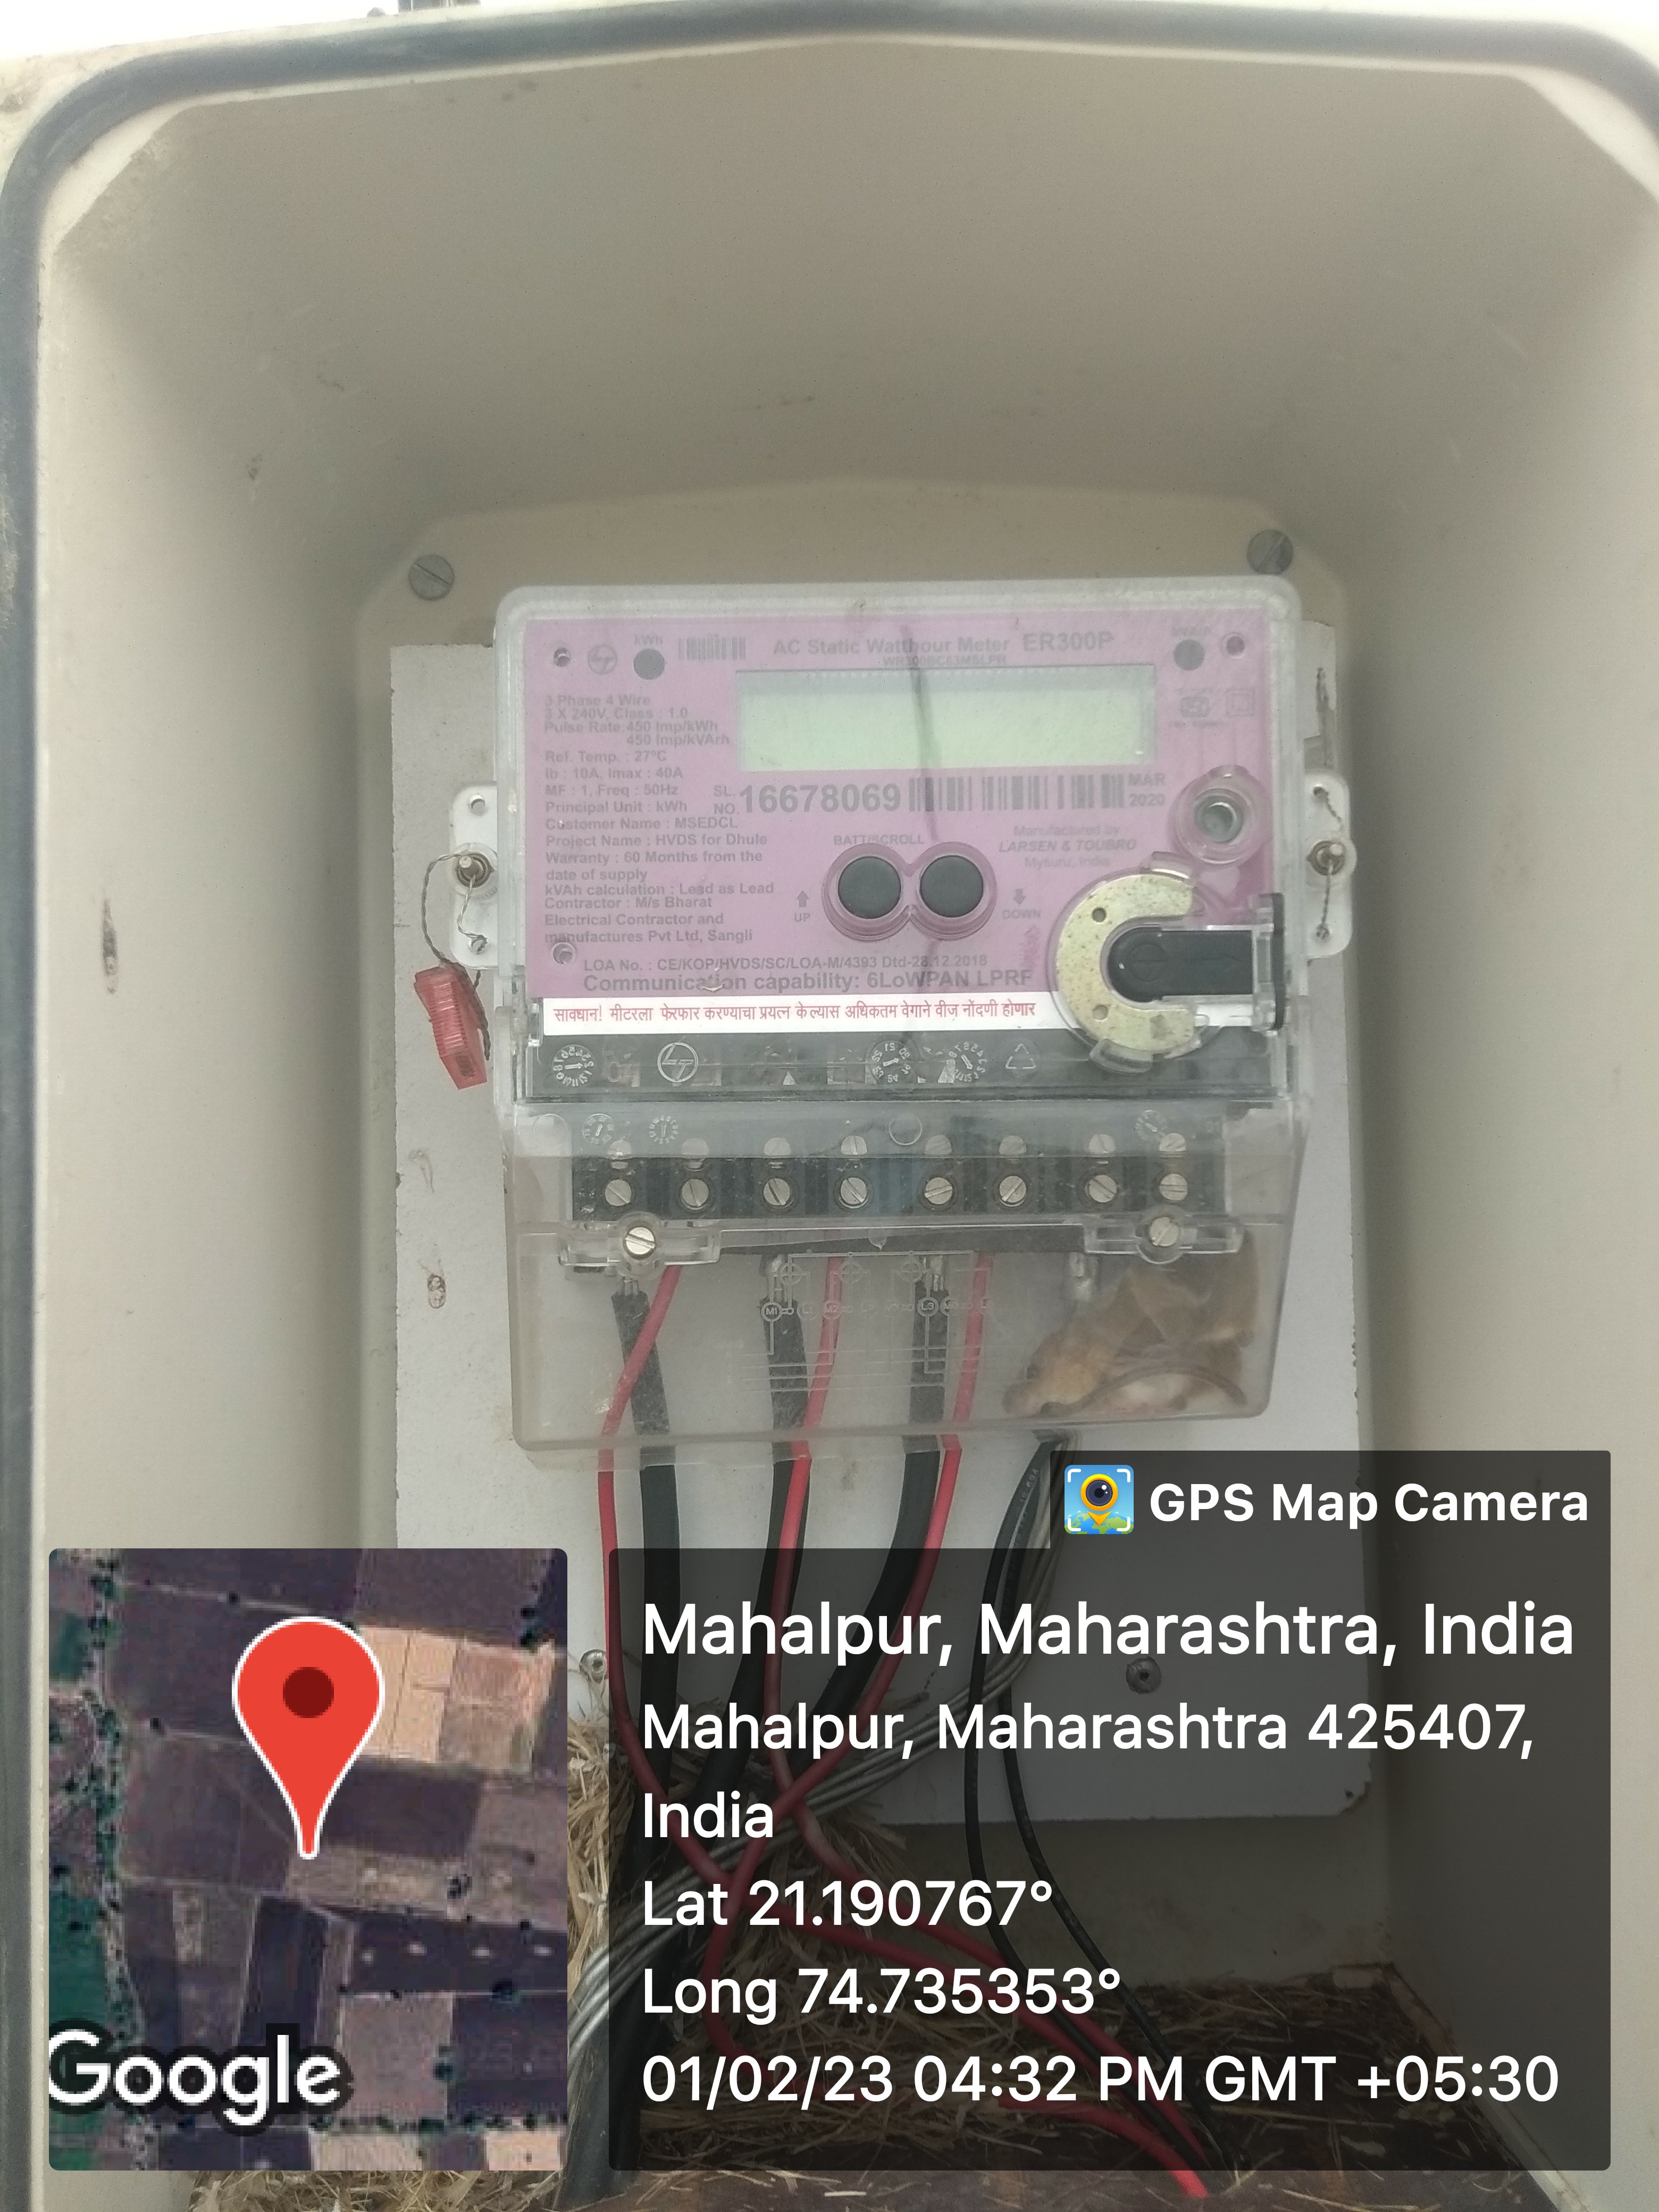 kWh
AC Static Watthour Meter ER300P
3 Phase 4 Wire
3 X 240V, Class : 1.0
Pulse Rate:450 Imp/kWh
450 Imp/kVArh
Ref. Temp. : 27°C
Ib : 10A, Imax : 40A
MF : 1, Freq : 50Hz
Principal Unit : kWh
Customer Name : MSEDCL
Project Name : HVDS for Dhule
Warranty : 60 Months from the
date of supply
kVAh calculation : Lead as Lead
Contractor : M/s Bharat
Electrical Contractor and
manufactures Pvt Ltd, Sangli
SL. NO. 16678069
MAR
2020
BATT/SCROLL
UP
DOWN
Manufactured by
LARSEN & TOUBRO
Mysuru, India
LOA No. : CE/KOP/HVDS/SC/LOA-M/4393 Dtd-28.12.2018
Communication capability: 6LoWPAN LPRF
सावधान! मीटरला फेरफार करण्याचा प्रयत्न केल्यास अधिकतम वेगाने वीज नोंदणी होणार
GPS Map Camera
Mahalpur, Maharashtra, India
Mahalpur, Maharashtra 425407,
India
Lat 21.190767°
Long 74.735353°
01/02/23 04:32 PM GMT +05:30
Google